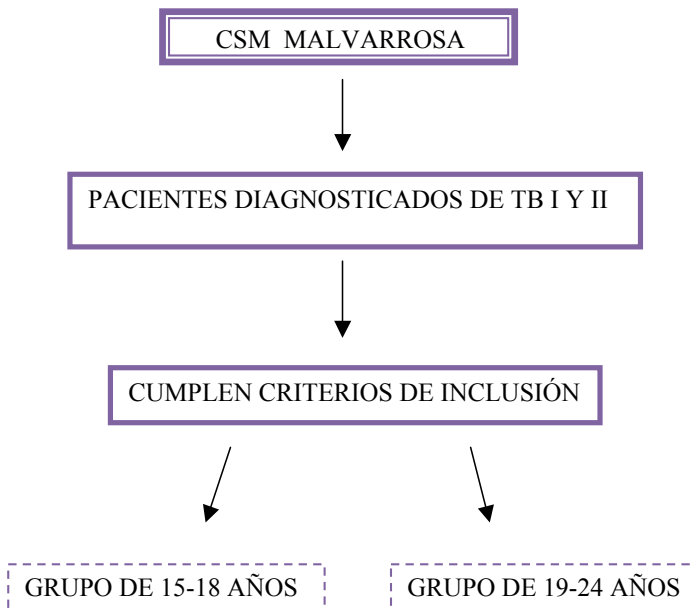 CSM MALVARROSA
PACIENTES DIAGNOSTICADOS DE TB I Y II
CUMPLEN CRITERIOS DE INCLUSIÓN
GRUPO DE 15-18 AÑOS
GRUPO DE 19-24 AÑOS